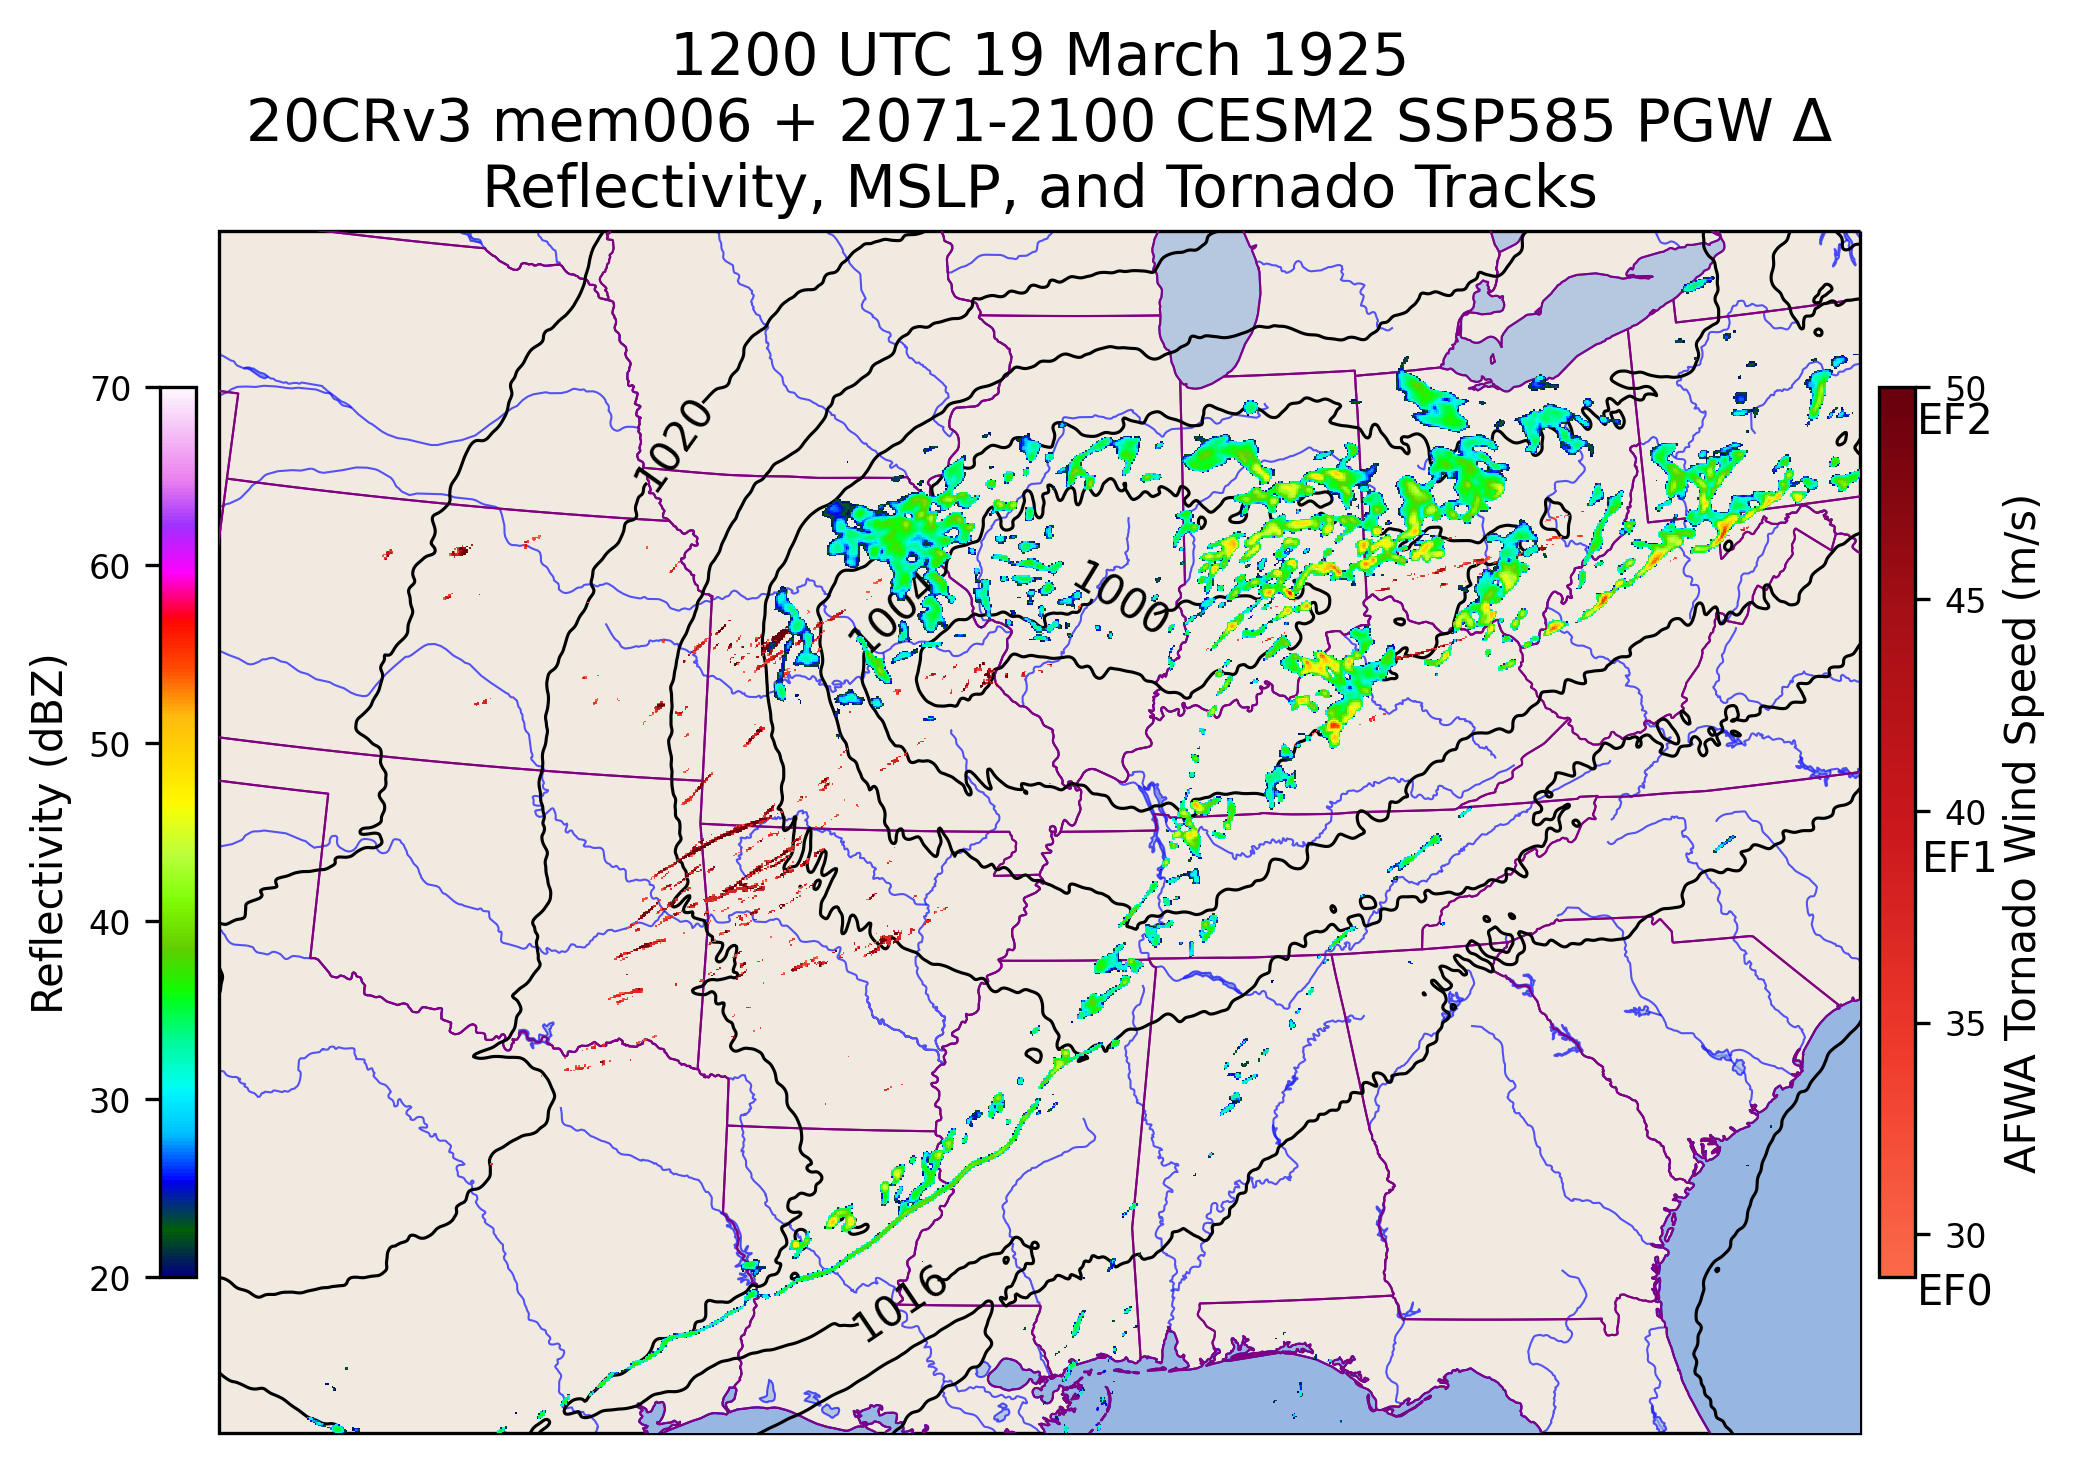 1200 UTC 19 March 1925
20CRv3 mem006 + 2071-2100 CESM2 SSP585 PGW Δ
Reflectivity, MSLP, and Tornado Tracks
Reflectivity (dBZ)
70
60
50
40
30
20
1020
1004
1000
1016
50
EF2
45
40
EF1
35
30
EF0
AFWA Tornado Wind Speed (m/s)